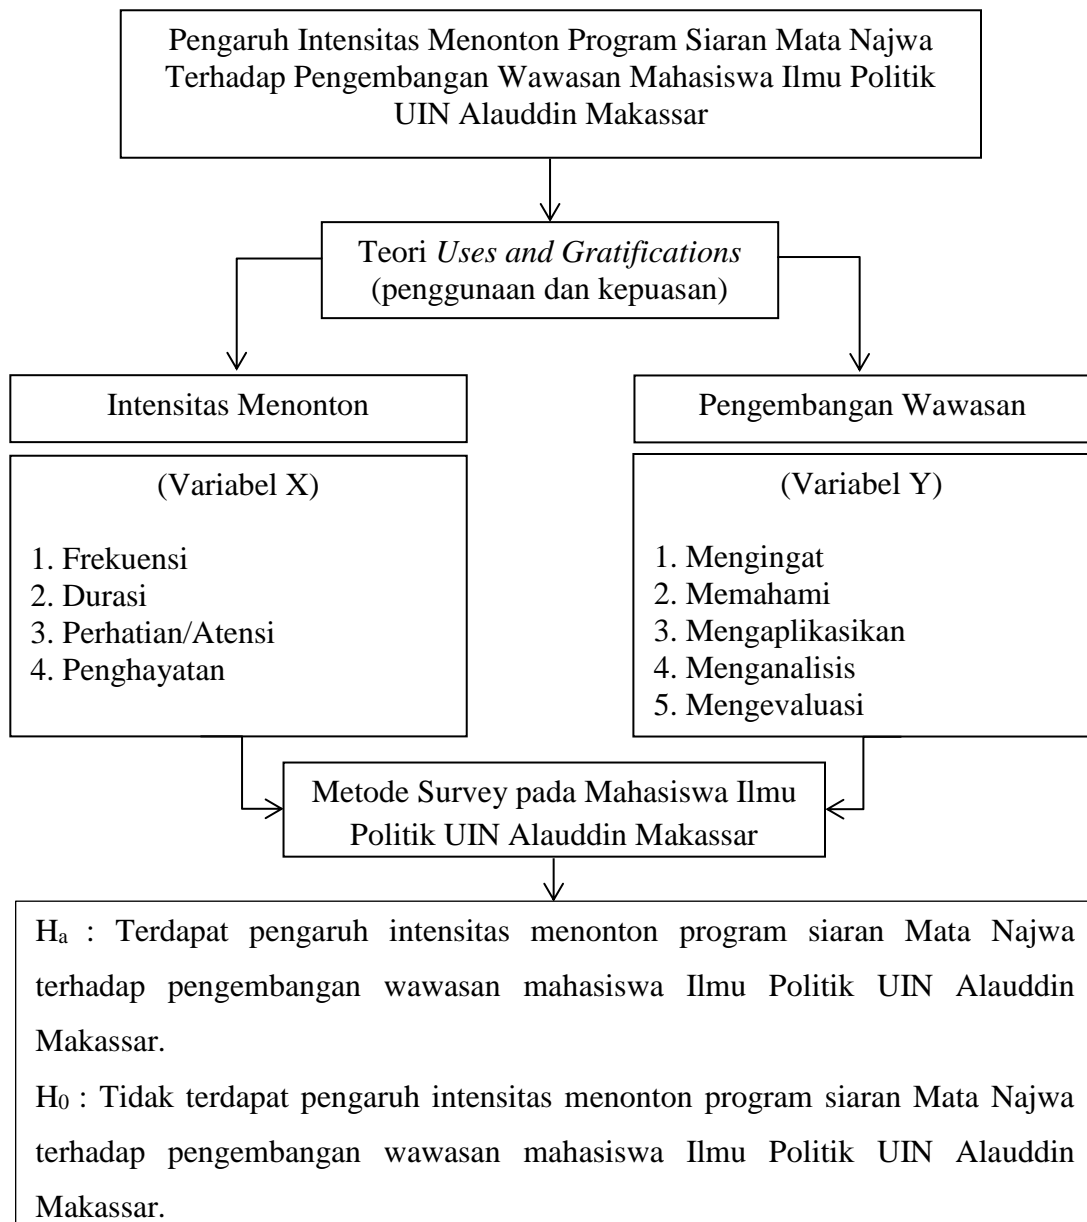 Pengaruh Intensitas Menonton Program Siaran Mata Najwa
Terhadap Pengembangan Wawasan Mahasiswa Ilmu Politik
UIN Alauddin Makassar
Teori Uses and Gratifications
(penggunaan dan kepuasan)
Intensitas Menonton
(Variabel X)
1. Frekuensi
2. Durasi
3. Perhatian/Atensi
4. Penghayatan
Pengembangan Wawasan
(Variabel Y)
1. Mengingat
2. Memahami
3. Mengaplikasikan
4. Menganalisis
5. Mengevaluasi
Metode Survey pada Mahasiswa Ilmu
Politik UIN Alauddin Makassar
Hₐ : Terdapat pengaruh intensitas menonton program siaran Mata Najwa
terhadap pengembangan wawasan mahasiswa Ilmu Politik UIN Alauddin
Makassar.
H₀ : Tidak terdapat pengaruh intensitas menonton program siaran Mata Najwa
terhadap pengembangan wawasan mahasiswa Ilmu Politik UIN Alauddin
Makassar.